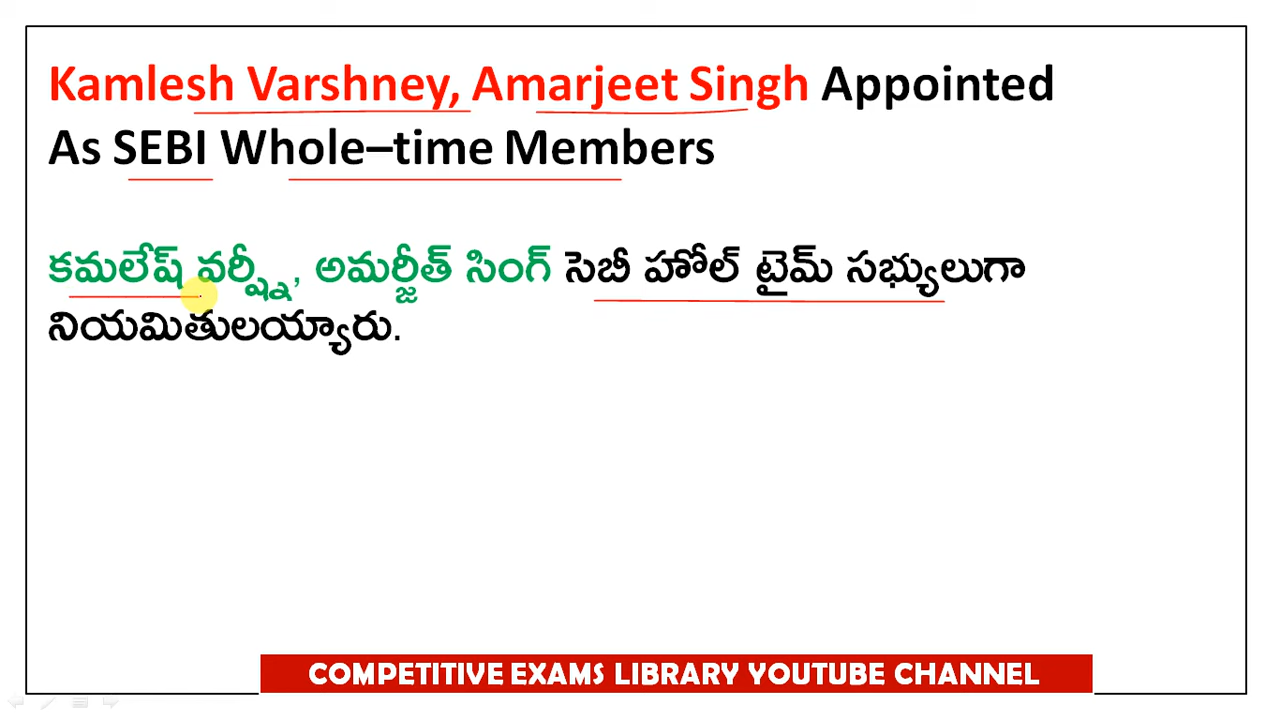 Kamlesh Varshney, Amarjeet Singh Appointed
As SEBI Whole–time Members
కమలేష్ వర్ష్నీ, అమర్జీత్ సింగ్ సెబీ హోల్ టైమ్ సభ్యులుగా
నియమితులయ్యారు.
COMPETITIVE EXAMS LIBRARY YOUTUBE CHANNEL